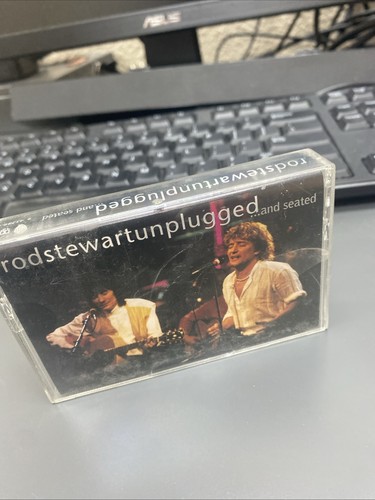 ASUS
rodstewartunplugged
...and seated
rodstewartunplugged
...and seated